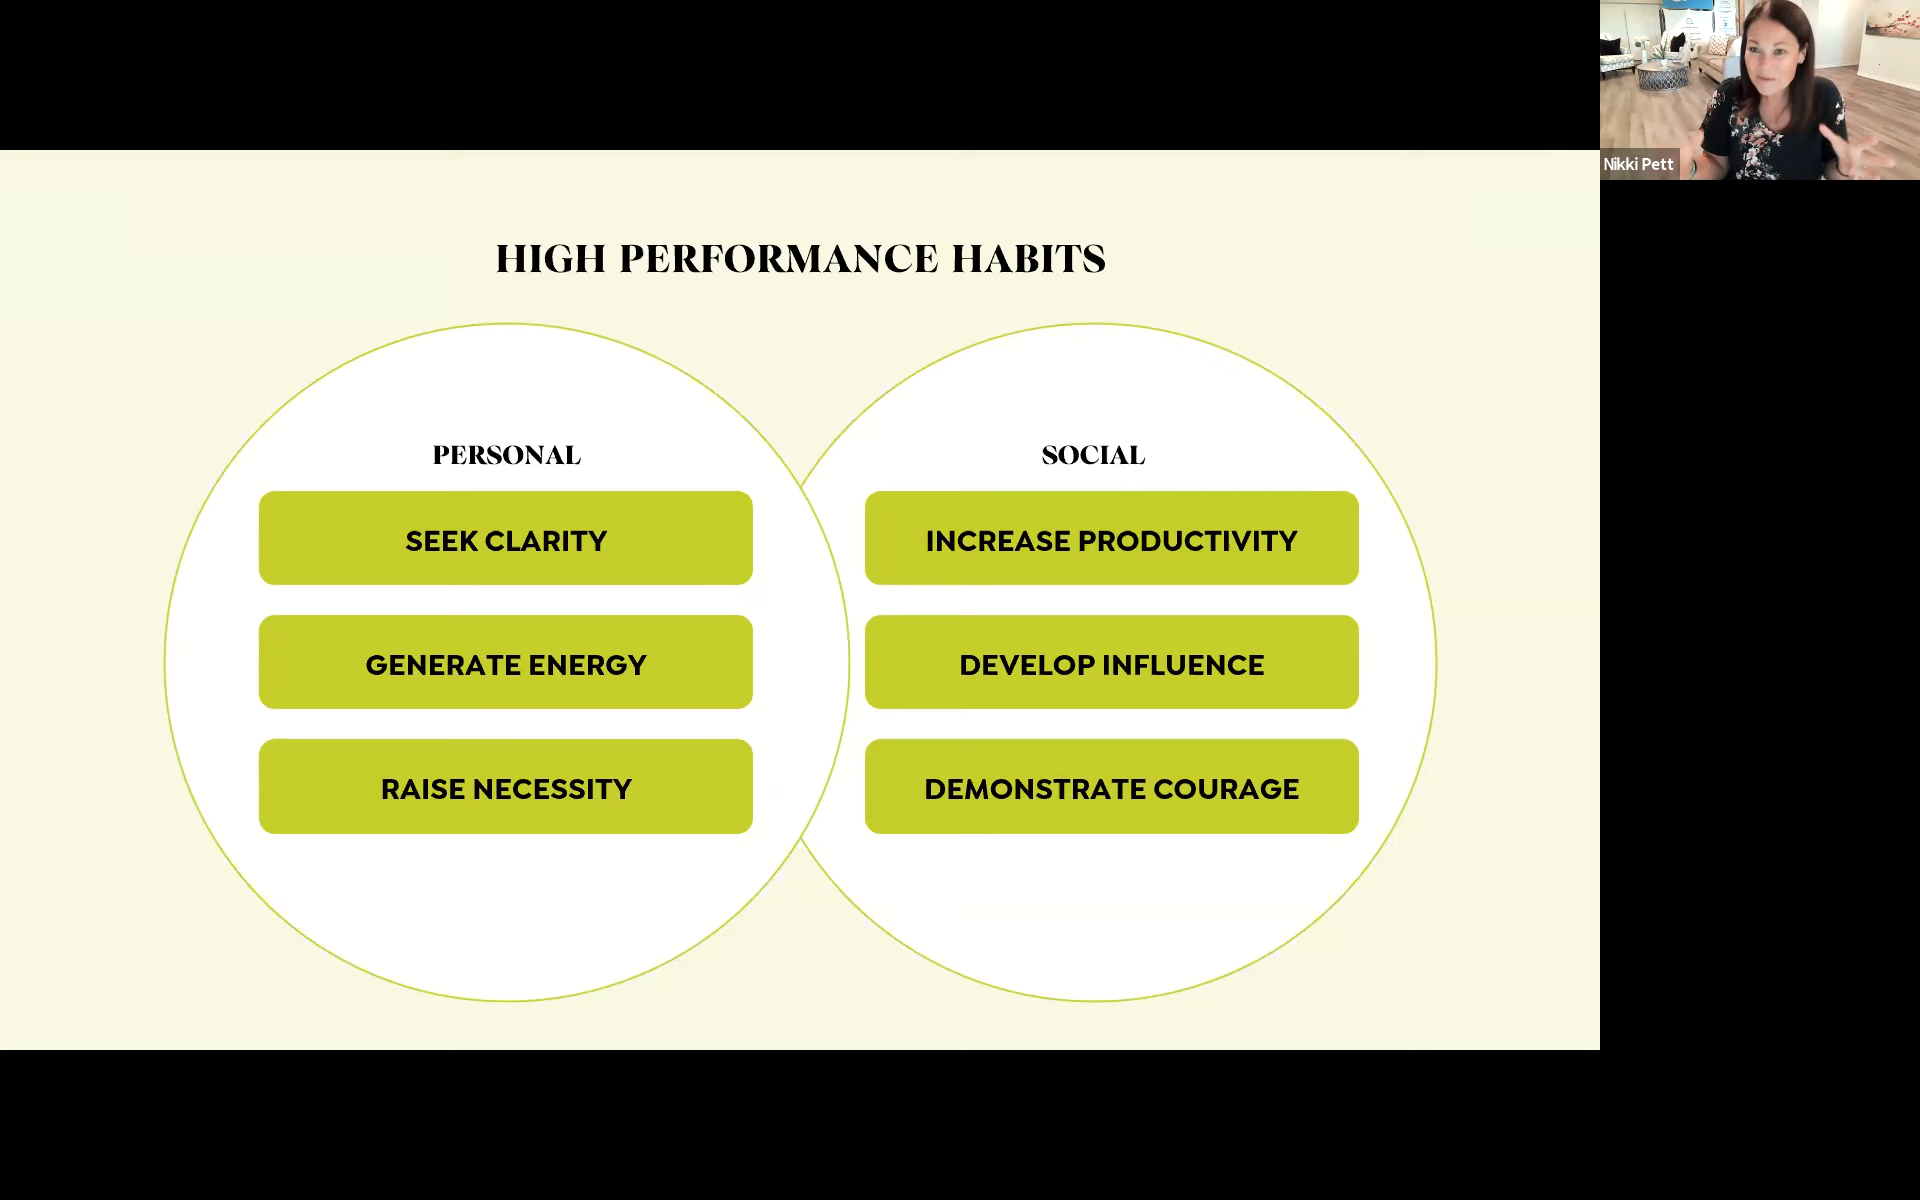 HIGH PERFORMANCE HABITS
PERSONAL
SEEK CLARITY
GENERATE ENERGY
RAISE NECESSITY
SOCIAL
INCREASE PRODUCTIVITY
DEVELOP INFLUENCE
DEMONSTRATE COURAGE
Nikki Pett